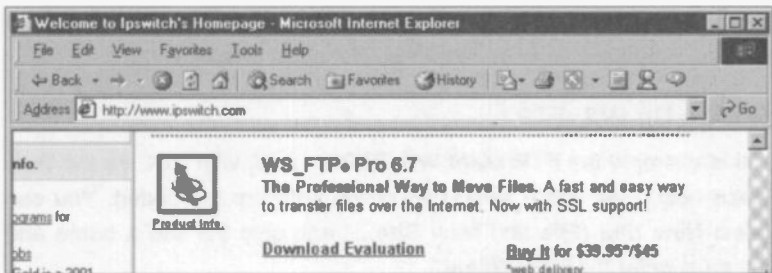 Welcome to Ipswitch's Homepage - Microsoft Internet Explorer
File Edit View Favorites Tools Help
Back Search Favorites History
Address http://www.ipswitch.com Go
nfo.
ograms for
obs
Gold is a 2001
Product Info.
WS_FTP® Pro 6.7
The Professional Way to Move Files. A fast and easy way
to transfer files over the Internet. Now with SSL support!
Download Evaluation
Buy It for $39.95*/$45
*web delivery